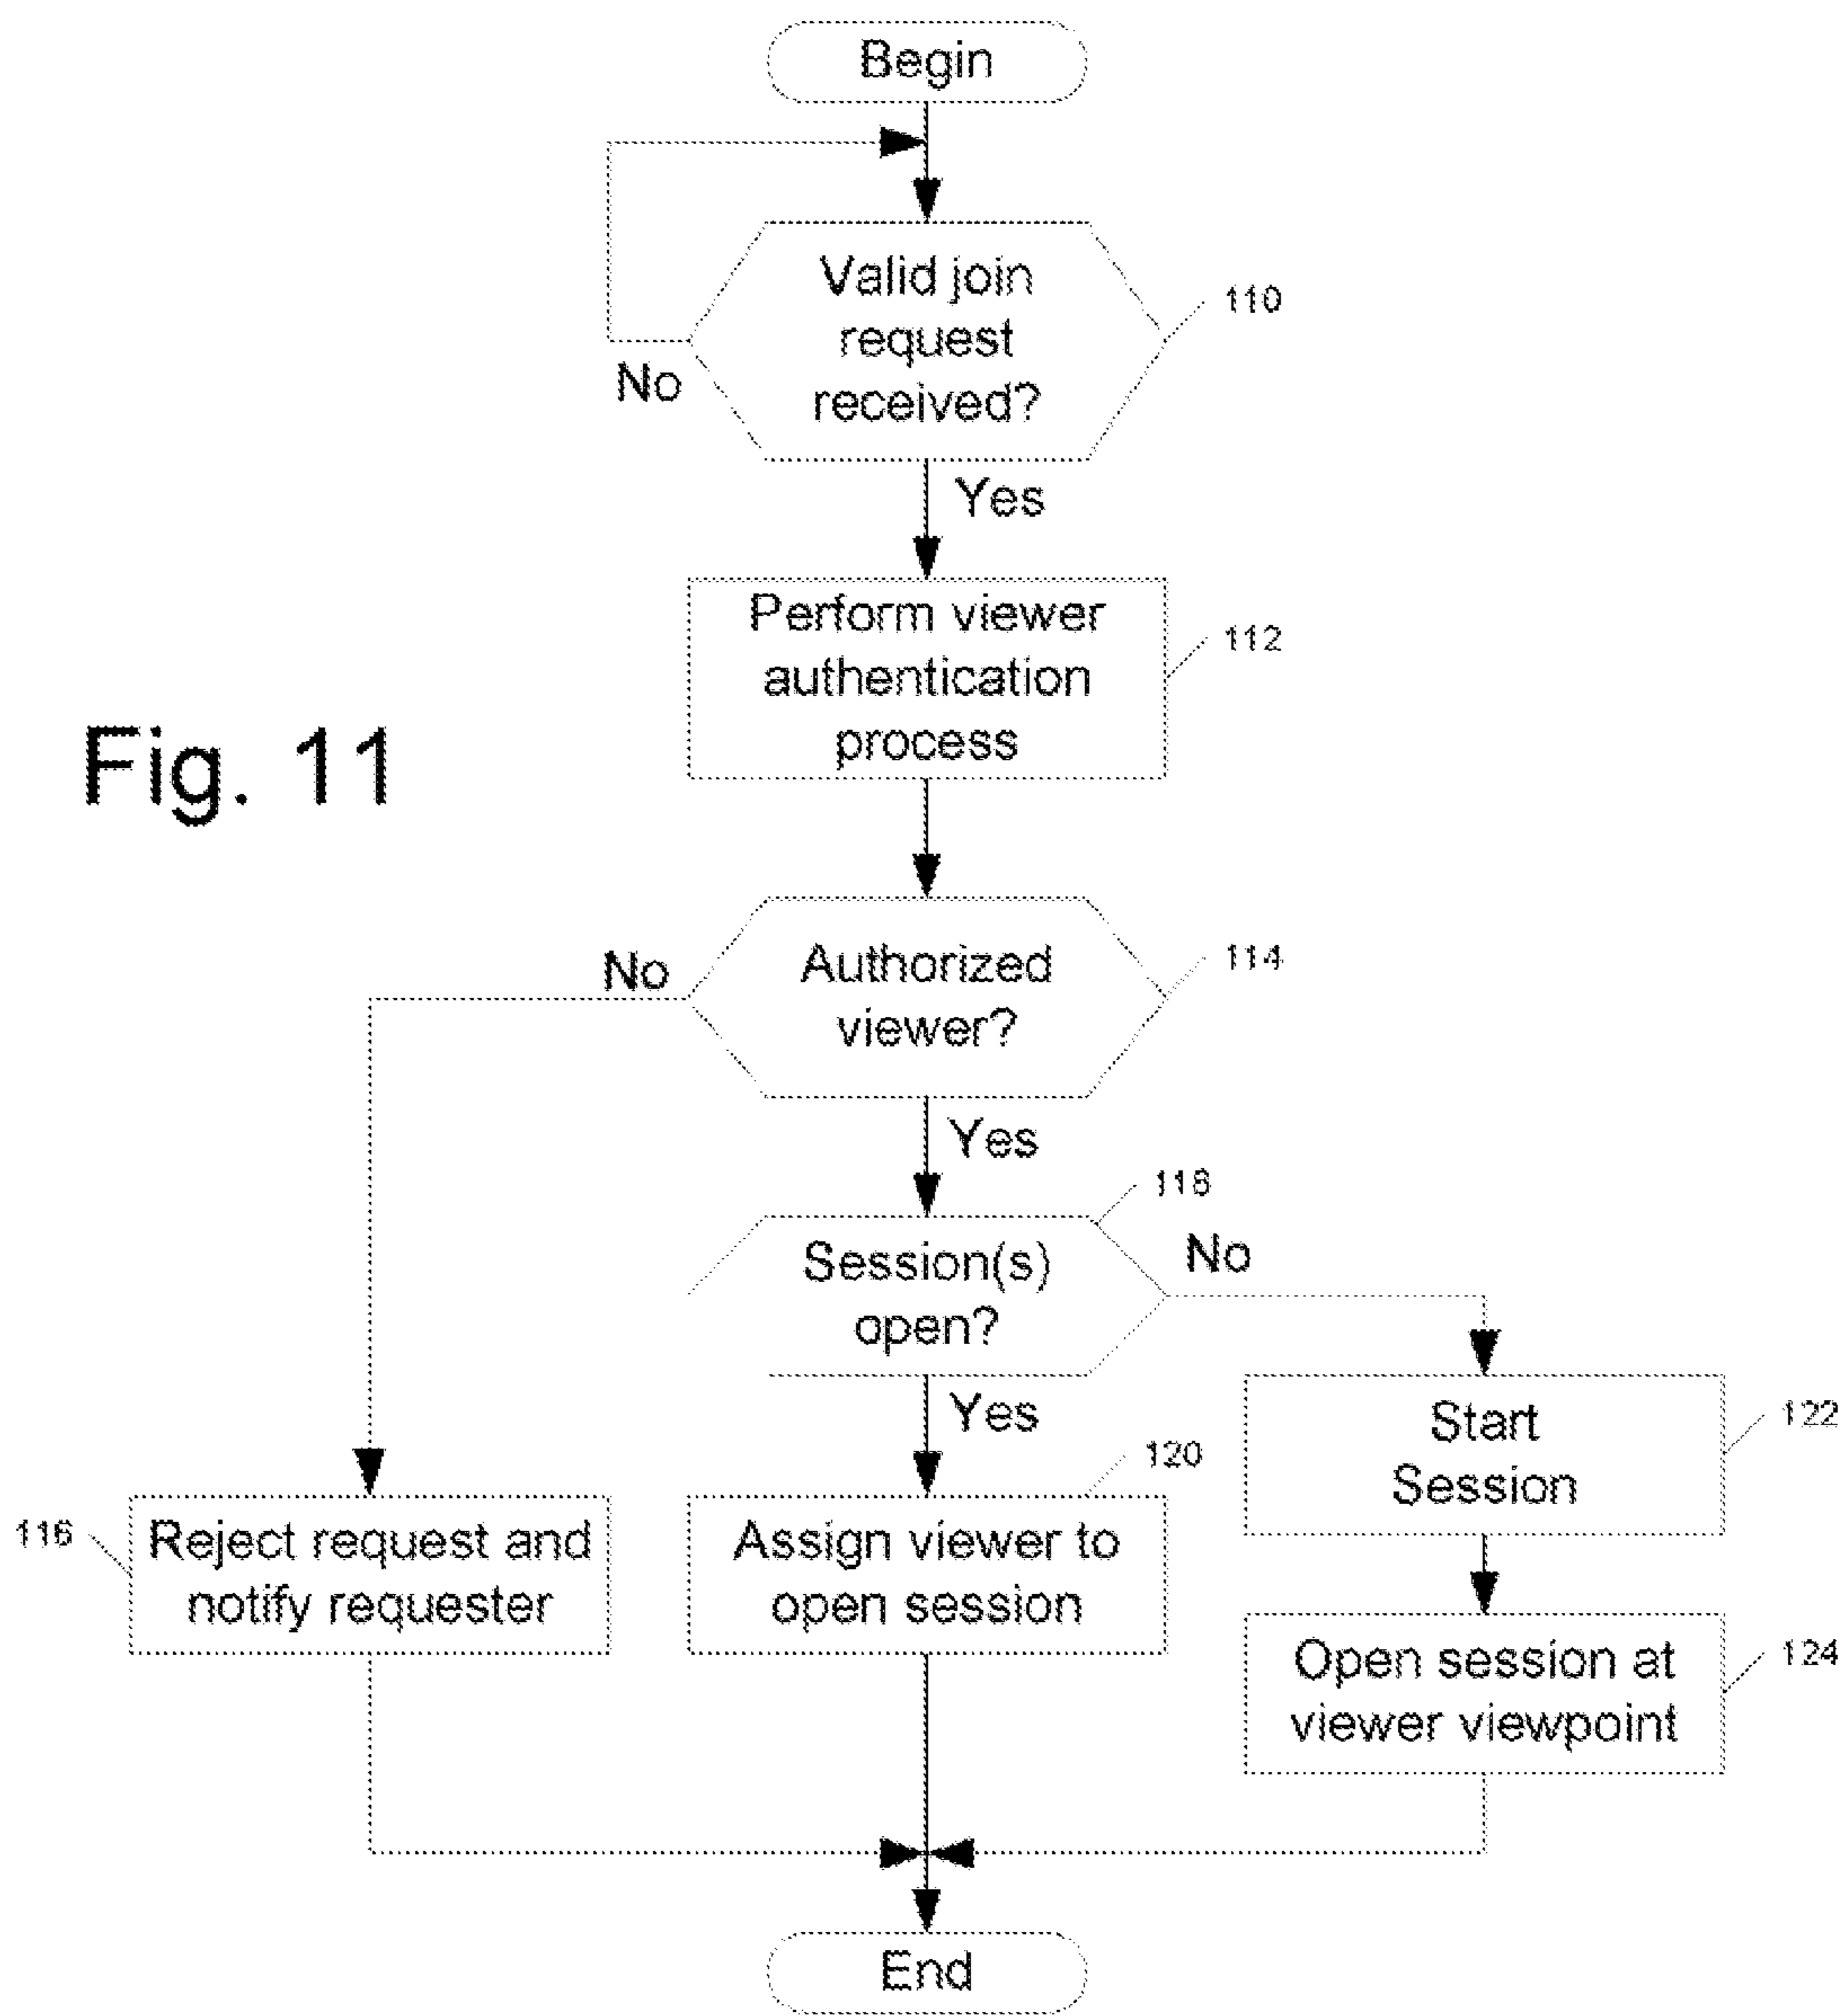 Begin
Valid join
request
received?
110
No
Yes
Perform viewer
authentication
process
112
Fig. 11
Authorized
viewer?
114
No
Yes
118
Session(s)
open?
No
Yes
Start
Session
122
120
Assign viewer to
open session
116
Reject request and
notify requester
Open session at
viewer viewpoint
124
End